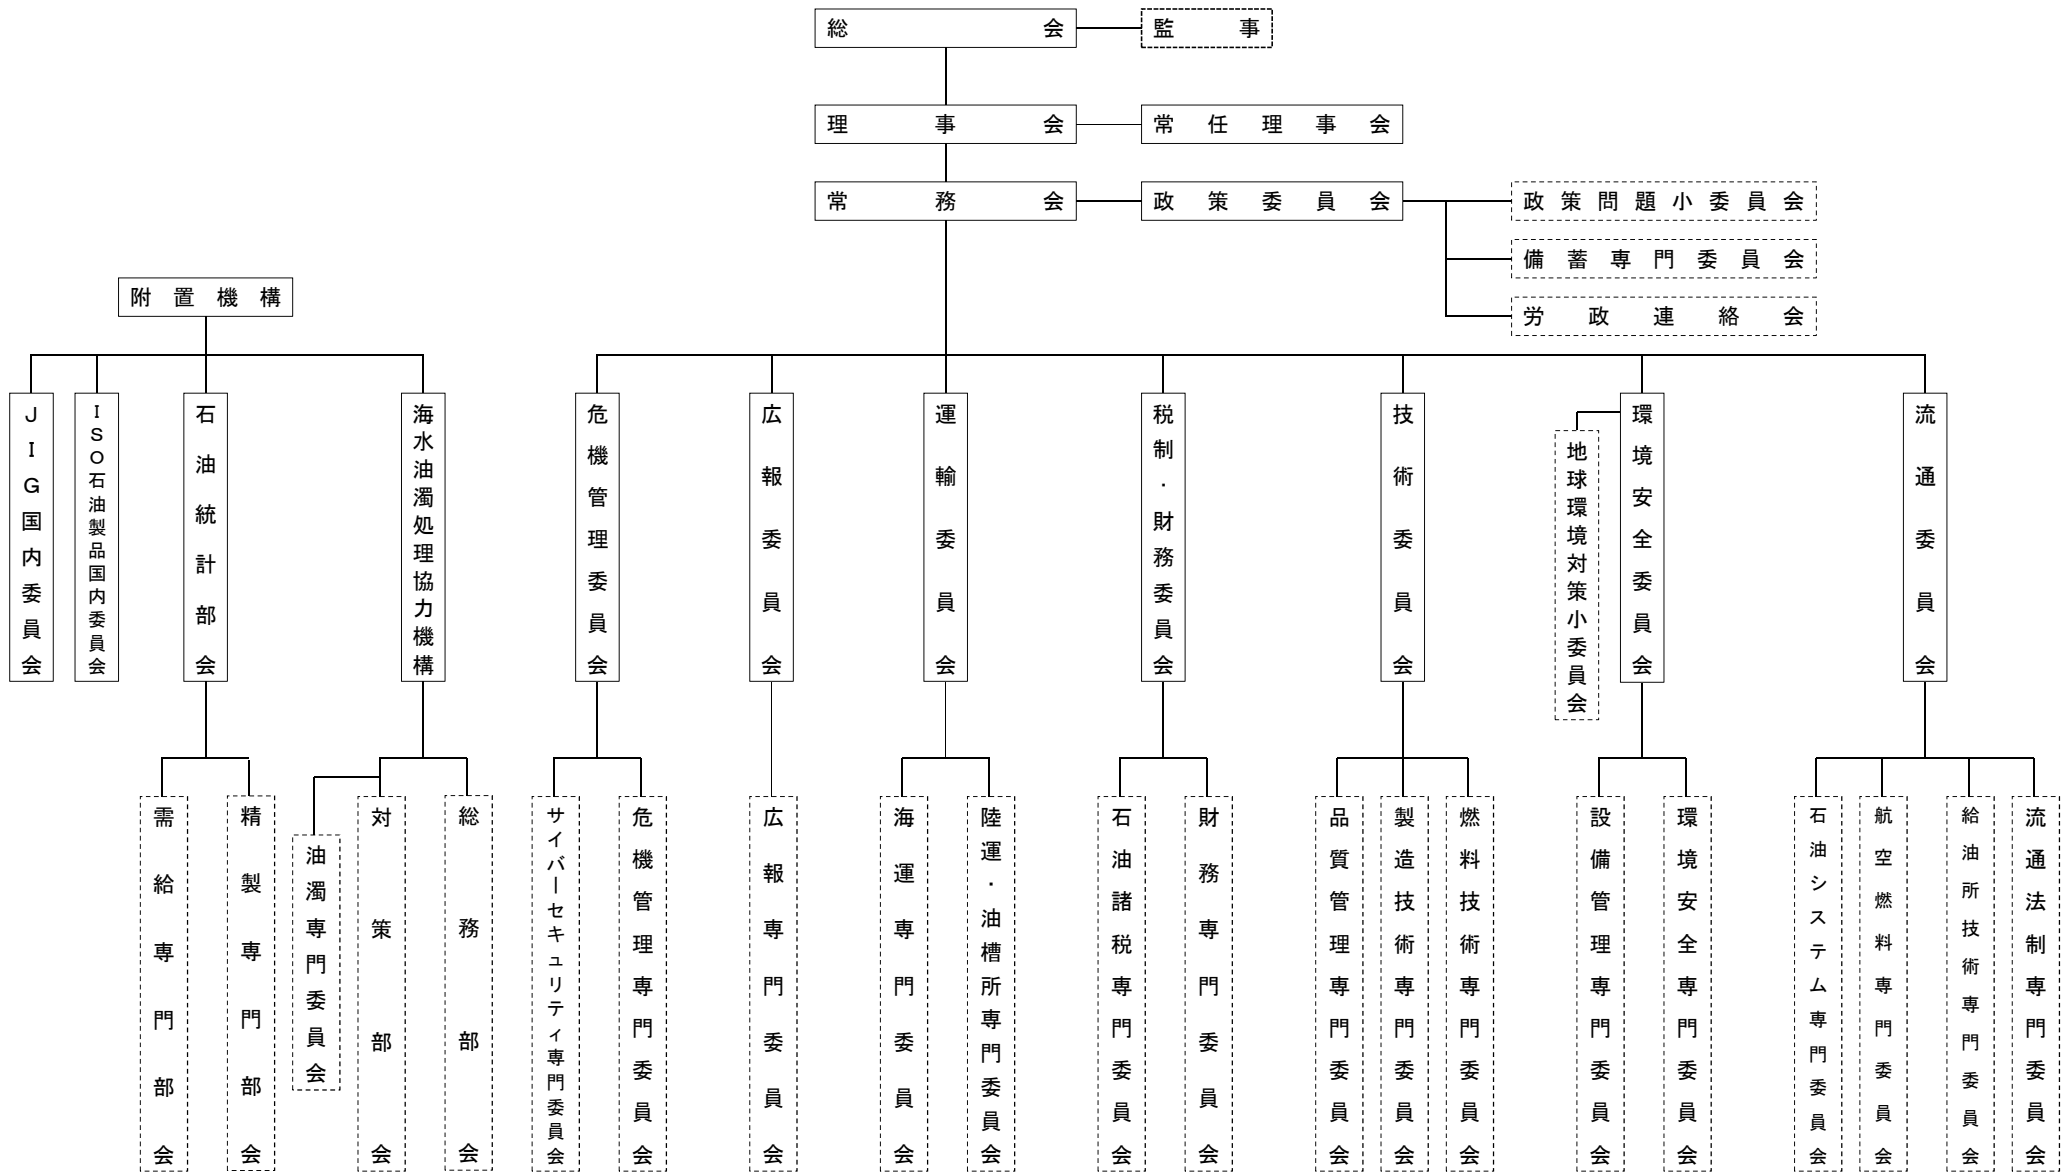 総会
監事
理事会
常任理事会
常務会
政策委員会
政策問題小委員会
備蓄専門委員会
労政連絡会
附置機構
JIG国内委員会
ISO石油製品国内委員会
石油統計部会
海水油濁処理協力機構
危機管理委員会
広報委員会
運輸委員会
税制・財務委員会
技術委員会
地球環境対策小委員会
環境安全委員会
流通委員会
需給専門部会
精製専門部会
油濁専門委員会
対策部会
総務部会
サイバーセキュリティ専門委員会
危機管理専門委員会
広報専門委員会
海運専門委員会
陸運・油槽所専門委員会
石油諸税専門委員会
財務専門委員会
品質管理専門委員会
製造技術専門委員会
燃料技術専門委員会
設備管理専門委員会
環境安全専門委員会
石油システム専門委員会
航空燃料専門委員会
給油所技術専門委員会
流通法制専門委員会